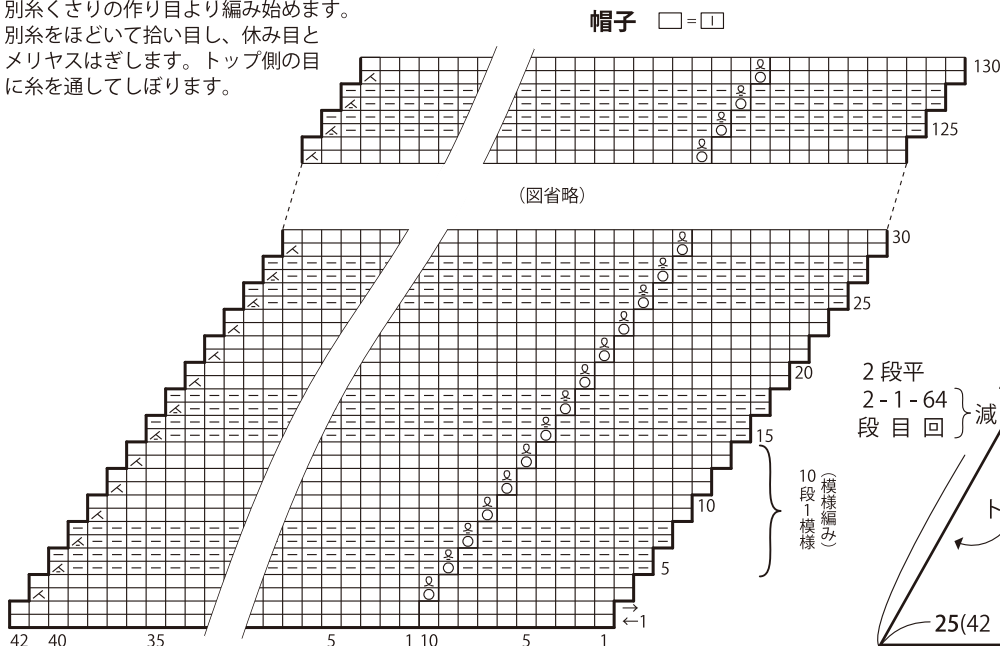 別糸くさりの作り目より編み始めます。
別糸をほどいて拾い目し、休み目と
メリヤスはぎします。トップ側の目
に糸を通してしぼります。
帽子 □=|
130
125
(図省略)
30
25
20
15
10
5
→
←1
(模様編み)
10段1模様
2段平
2-1-64
段 目 回
減
ト
25(42
42 40 35 5 1 10 5 1